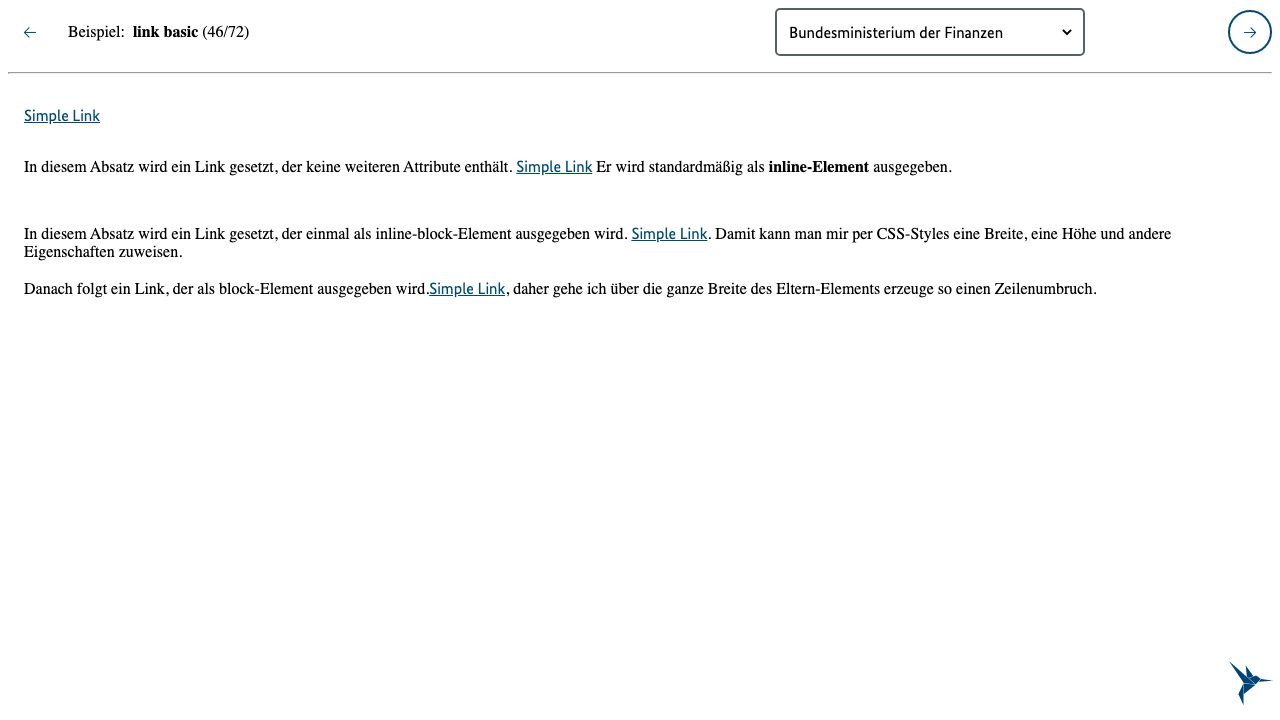 Beispiel: link basic (46/72)
Bundesministerium der Finanzen
Simple Link
In diesem Absatz wird ein Link gesetzt, der keine weiteren Attribute enthält. Simple Link Er wird standardmäßig als inline-Element ausgegeben.
In diesem Absatz wird ein Link gesetzt, der einmal als inline-block-Element ausgegeben wird. Simple Link. Damit kann man mir per CSS-Styles eine Breite, eine Höhe und andere
Eigenschaften zuweisen.
Danach folgt ein Link, der als block-Element ausgegeben wird.Simple Link, daher gehe ich über die ganze Breite des Eltern-Elements erzeuge so einen Zeilenumbruch.